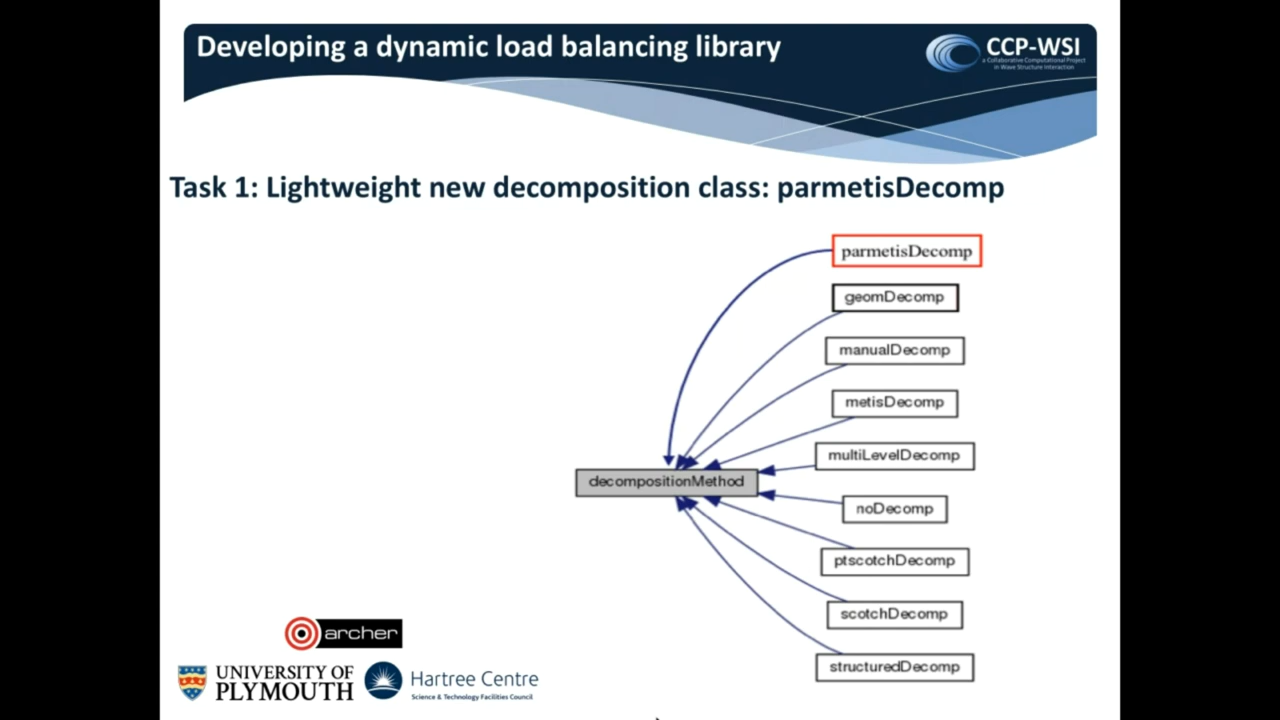 Developing a dynamic load balancing library
CCP-WSI
a Collaborative Computational Project
in Wave Structure Interaction
Task 1: Lightweight new decomposition class: parmetisDecomp
parmetisDecomp
geomDecomp
manualDecomp
metisDecomp
multiLevelDecomp
decompositionMethod
noDecomp
ptscotchDecomp
scotchDecomp
structuredDecomp
archer
UNIVERSITY OF
PLYMOUTH
Hartree Centre
Science & Technology Facilities Council